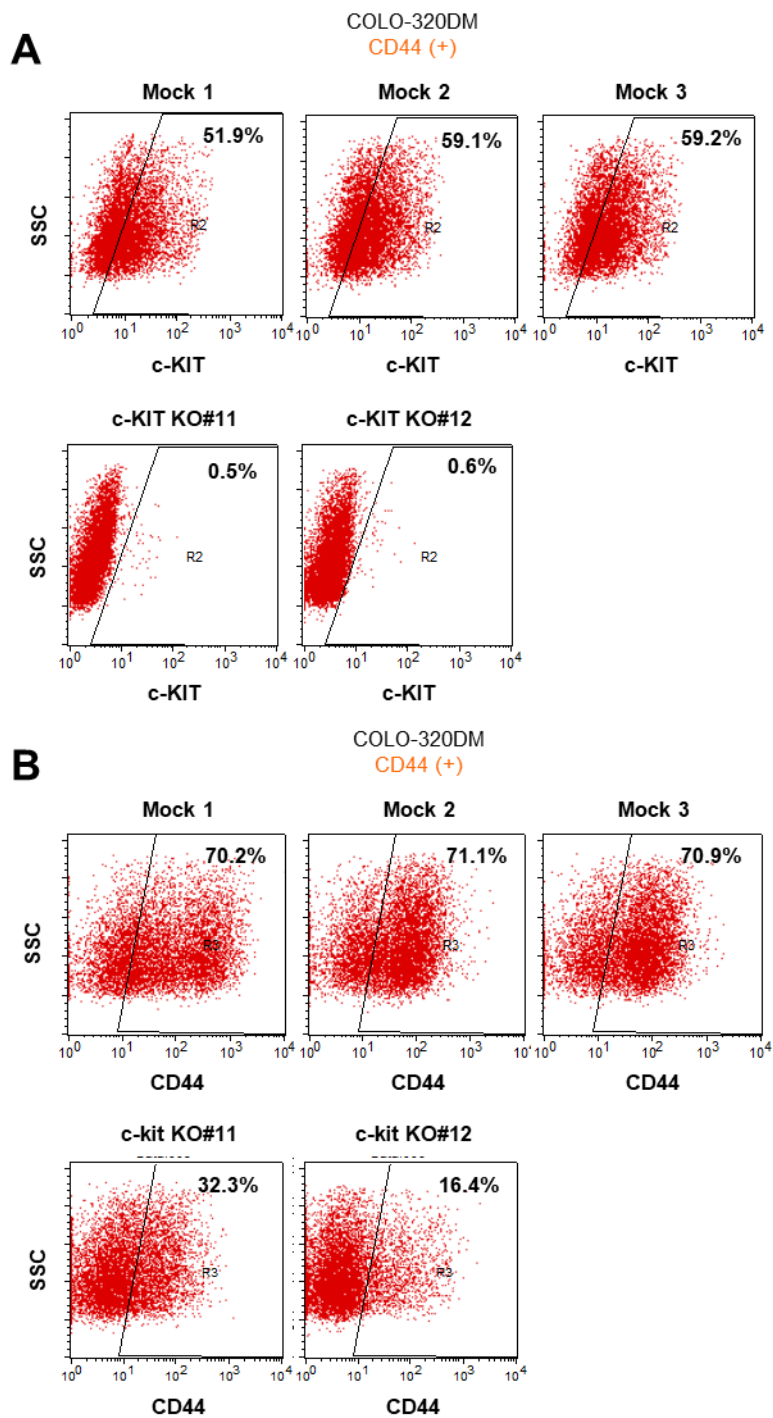 A
COLO-320DM
CD44 (+)
Mock 1 Mock 2 Mock 3
51.9% 59.1% 59.2%
SSC
R2 R2 R2
10^0 10^1 10^2 10^3 10^4 10^0 10^1 10^2 10^3 10^4 10^0 10^1 10^2 10^3 10^4
c-KIT c-KIT c-KIT
c-KIT KO#11 c-KIT KO#12
0.5% 0.6%
SSC
R2 R2
10^0 10^1 10^2 10^3 10^4 10^0 10^1 10^2 10^3 10^4
c-KIT c-KIT
B
COLO-320DM
CD44 (+)
Mock 1 Mock 2 Mock 3
70.2% 71.1% 70.9%
SSC
R3 R3 R3
10^0 10^1 10^2 10^3 10^4 10^0 10^1 10^2 10^3 10^4 10^0 10^1 10^2 10^3 10^4
CD44 CD44 CD44
c-kit KO#11 c-kit KO#12
32.3% 16.4%
SSC
R3 R3
10^0 10^1 10^2 10^3 10^4 10^0 10^1 10^2 10^3 10^4
CD44 CD44